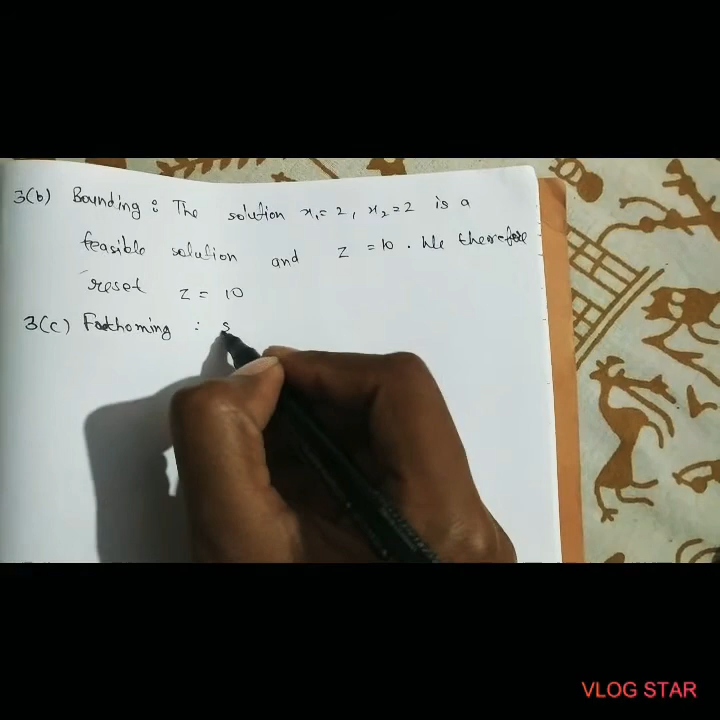 3(b) Bounding : The solution x₁ = 2, x₂ = 2 is a
feasible solution and Z = 10. We therefore
reset Z = 10
3(c) Fathoming : s
VLOG STAR